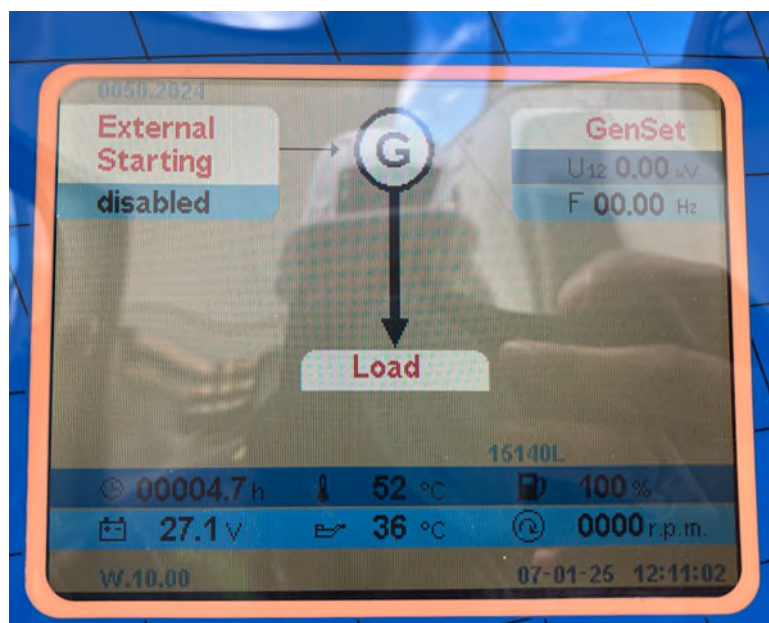 0050.2024
External
Starting
disabled
G
GenSet
U12 0.00 kV
F 00.00 Hz
Load
15140L
00004.7 h 52 °C 100 %
27.1 V 36 °C 0000 r.p.m.
W.10.00 07-01-25 12:11:02